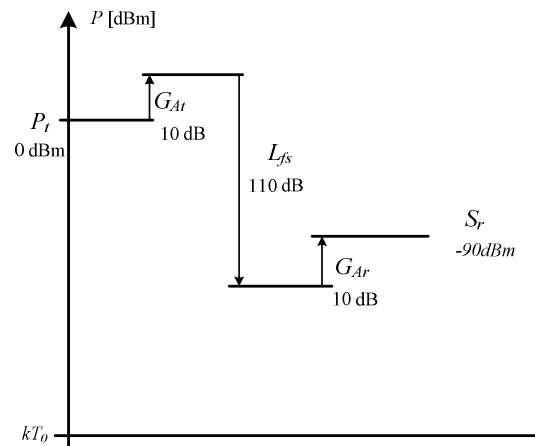 P [dBm]
G_At
P_t
10 dB
0 dBm
L_fs
110 dB
S_r
-90dBm
G_Ar
10 dB
kT_0